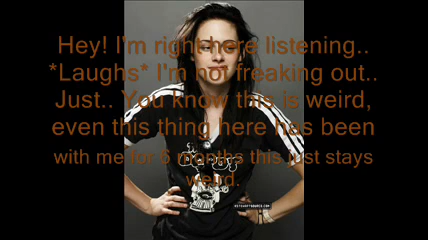 Hey! I'm right here listening..
*Laughs* I'm not freaking out..
Just.. You know this is weird,
even this thing here has been
with me for 6 months this just stays
weird.